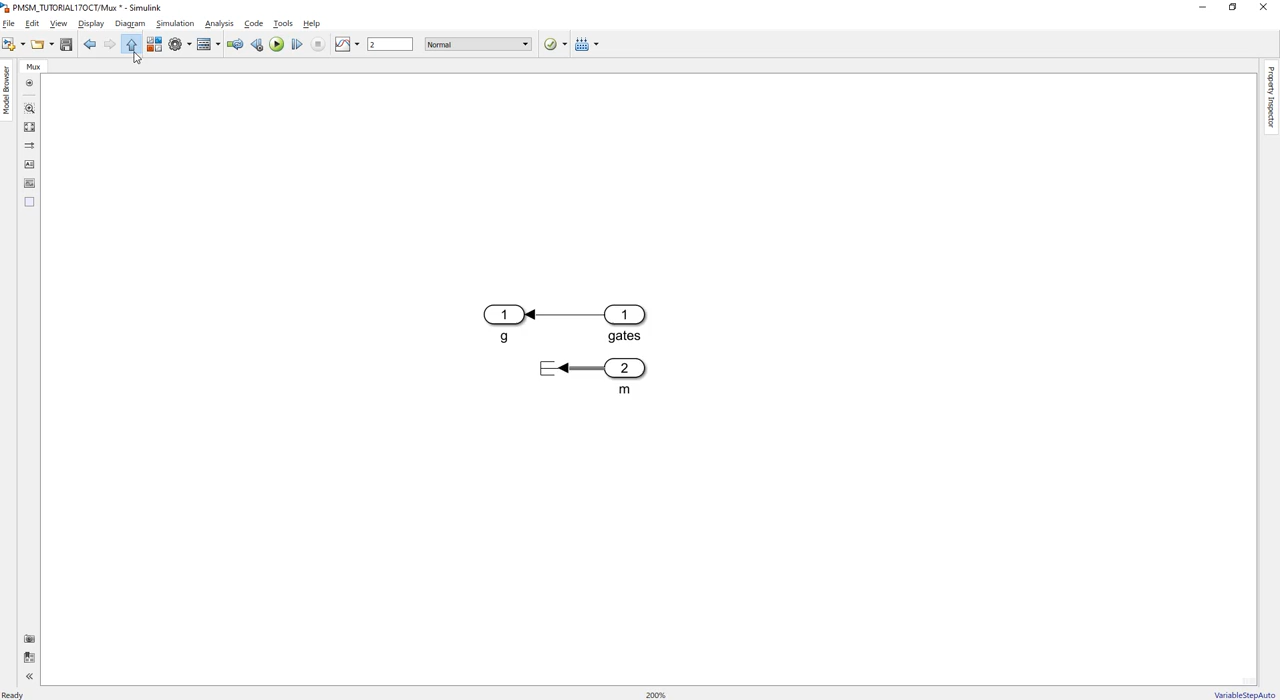 PMSM_TUTORIAL17OCT/Mux * - Simulink
File Edit View Display Diagram Simulation Analysis Code Tools Help
2 Normal
Mux
Model Browser
Property Inspector
1 1
g gates
2
m
Ready 200% VariableStepAuto